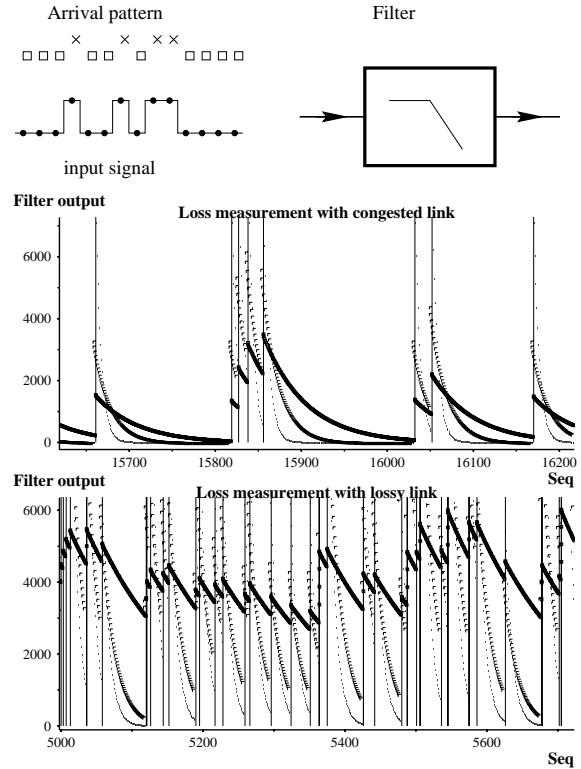 Arrival pattern
Filter
input signal
Filter output
Loss measurement with congested link
6000
4000
2000
0
15700
15800
15900
16000
16100
16200
Seq
Filter output
Loss measurement with lossy link
6000
4000
2000
0
5000
5200
5400
5600
Seq